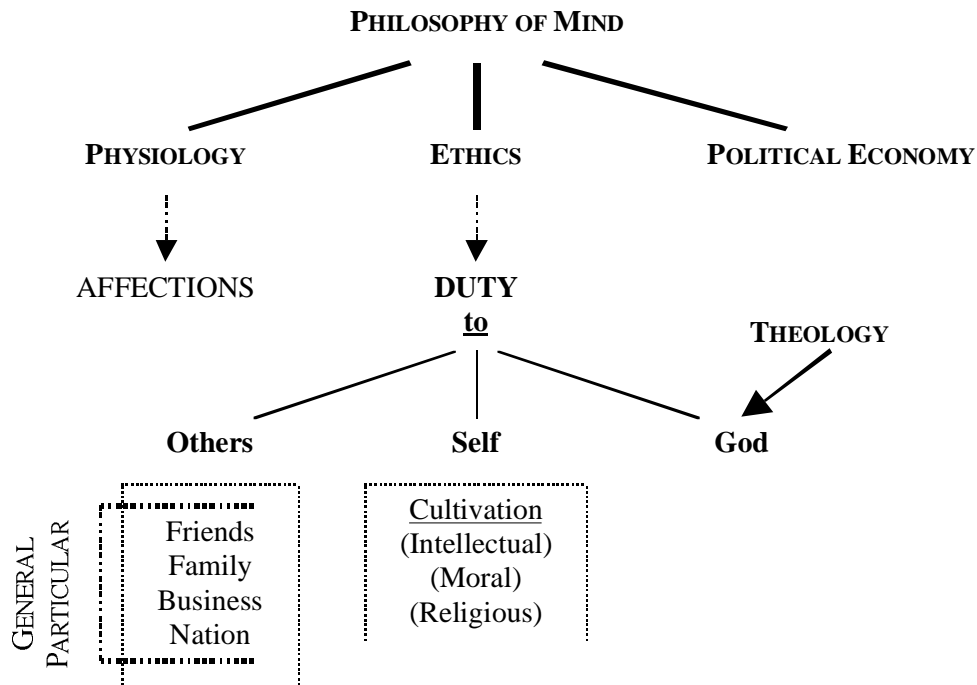 PHILOSOPHY OF MIND
PHYSIOLOGY
ETHICS
POLITICAL ECONOMY
AFFECTIONS
DUTY
to
THEOLOGY
Others
Self
God
GENERAL
PARTICULAR
Friends
Family
Business
Nation
Cultivation
(Intellectual)
(Moral)
(Religious)